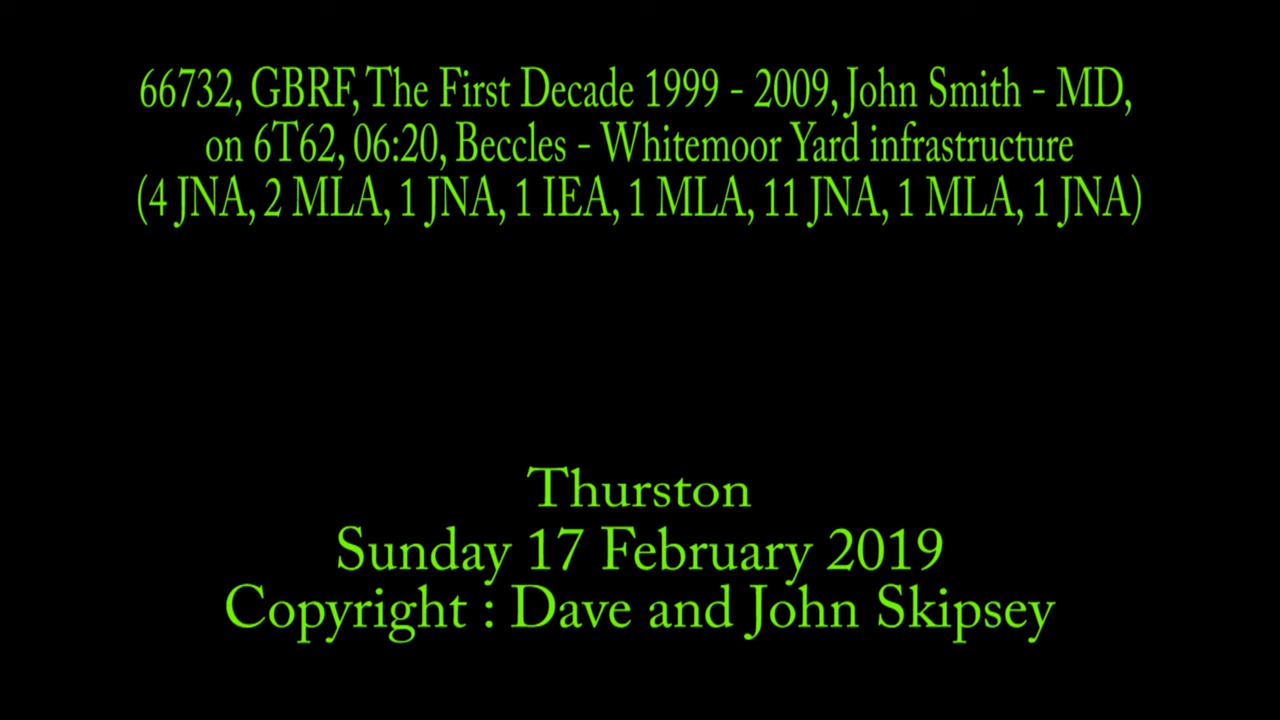 66732, GBRF, The First Decade 1999 - 2009, John Smith - MD,
on 6T62, 06:20, Beccles - Whitemoor Yard infrastructure
(4 JNA, 2 MLA, 1 JNA, 1 IEA, 1 MLA, 11 JNA, 1 MLA, 1 JNA)
Thurston
Sunday 17 February 2019
Copyright : Dave and John Skipsey